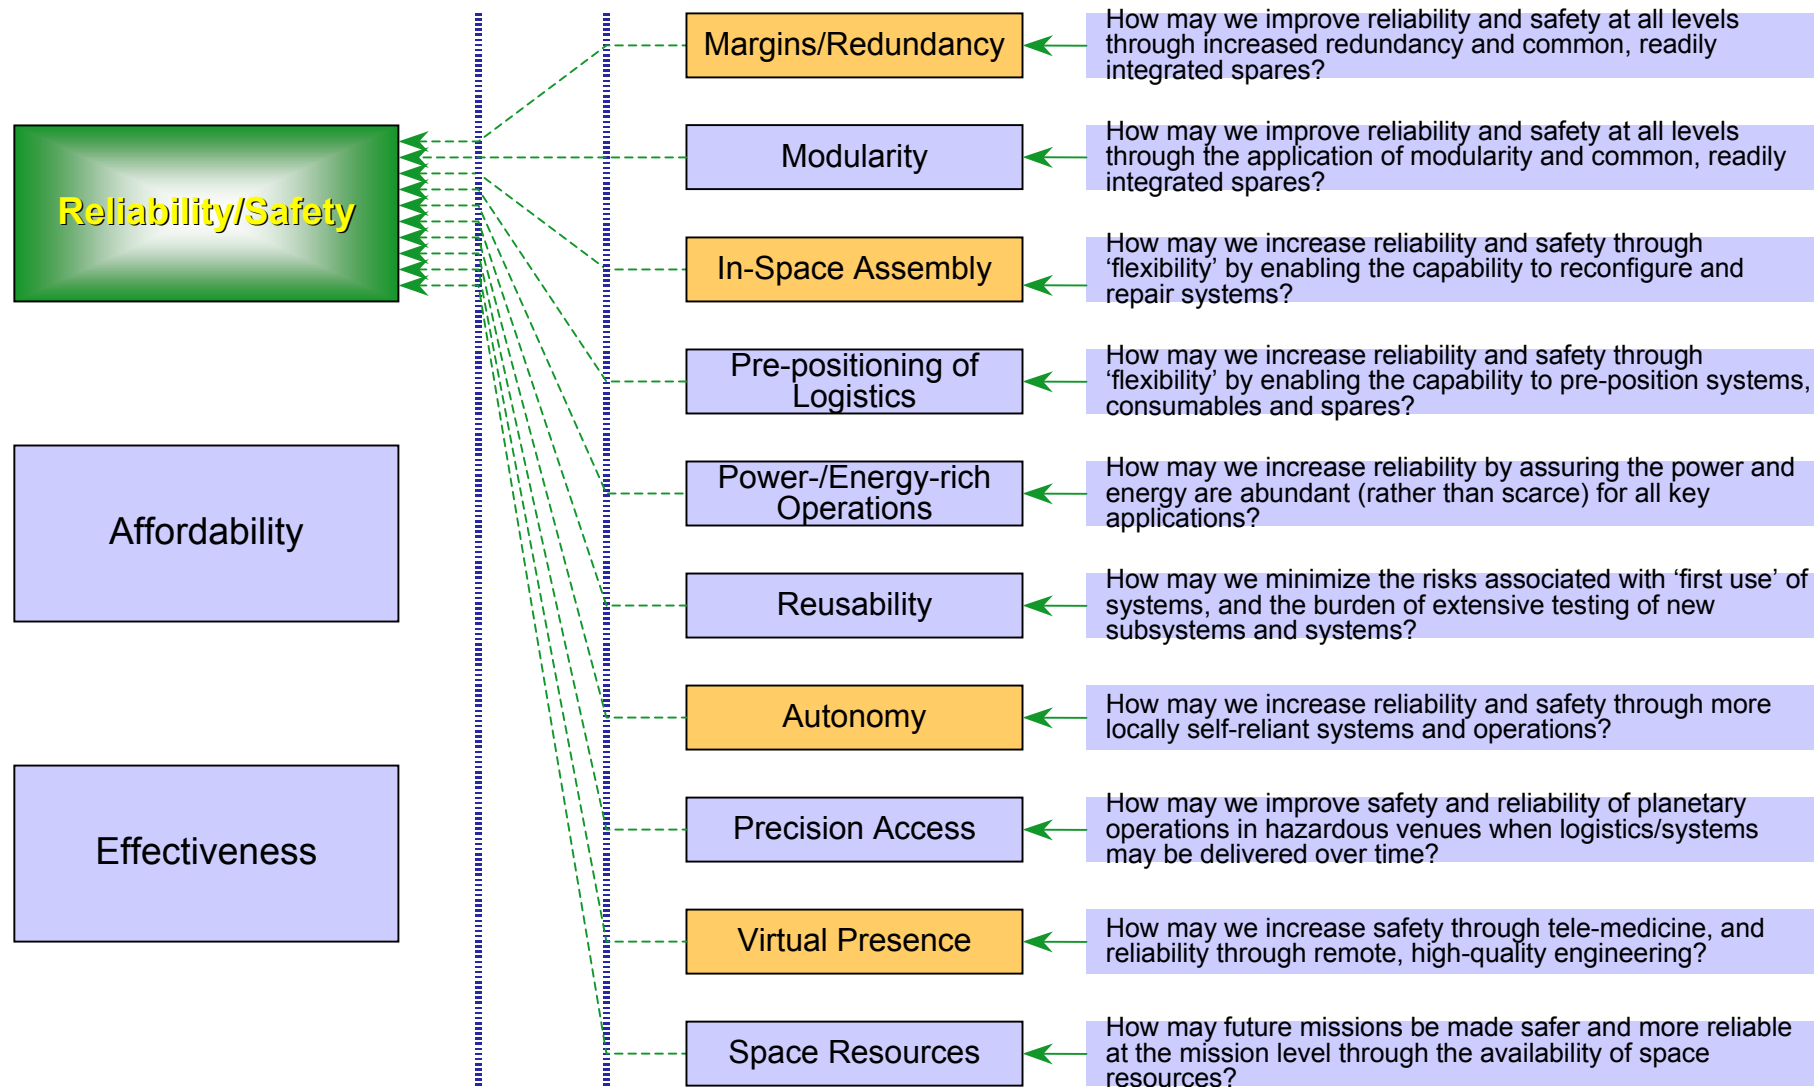 Reliability/Safety
Affordability
Effectiveness
Margins/Redundancy
How may we improve reliability and safety at all levels
through increased redundancy and common, readily
integrated spares?
Modularity
How may we improve reliability and safety at all levels
through the application of modularity and common, readily
integrated spares?
In-Space Assembly
How may we increase reliability and safety through
‘flexibility’ by enabling the capability to reconfigure and
repair systems?
Pre-positioning of
Logistics
How may we increase reliability and safety through
‘flexibility’ by enabling the capability to pre-position systems,
consumables and spares?
Power-/Energy-rich
Operations
How may we increase reliability by assuring the power and
energy are abundant (rather than scarce) for all key
applications?
Reusability
How may we minimize the risks associated with ‘first use’ of
systems, and the burden of extensive testing of new
subsystems and systems?
Autonomy
How may we increase reliability and safety through more
locally self-reliant systems and operations?
Precision Access
How may we improve safety and reliability of planetary
operations in hazardous venues when logistics/systems
may be delivered over time?
Virtual Presence
How may we increase safety through tele-medicine, and
reliability through remote, high-quality engineering?
Space Resources
How may future missions be made safer and more reliable
at the mission level through the availability of space
resources?